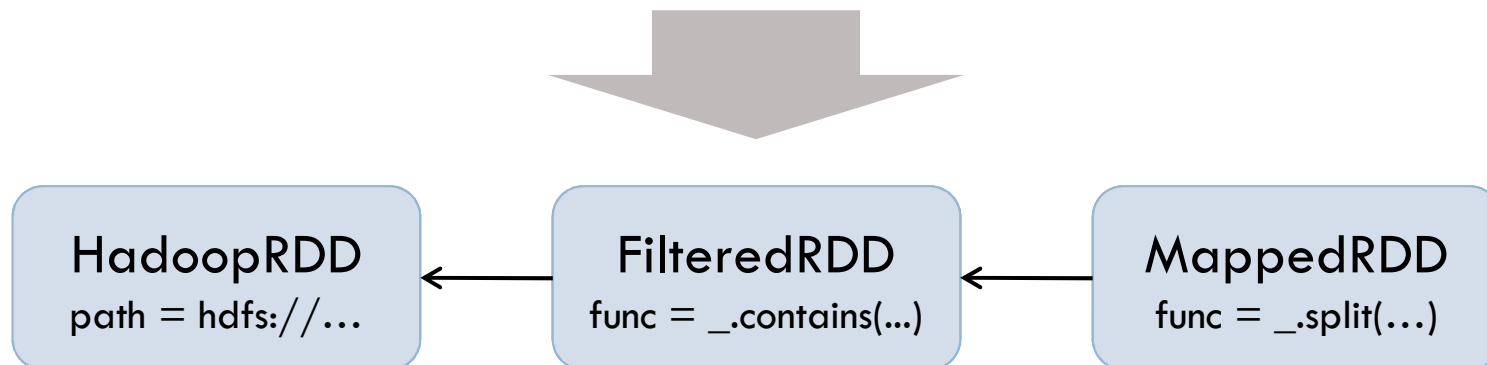 HadoopRDD
path = hdfs://…
FilteredRDD
func = _.contains(...)
MappedRDD
func = _.split(…)